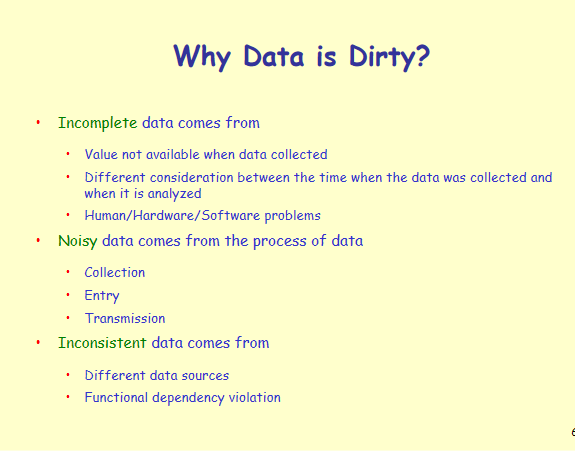 Why Data is Dirty?
• Incomplete data comes from
• Value not available when data collected
• Different consideration between the time when the data was collected and
when it is analyzed
• Human/Hardware/Software problems
• Noisy data comes from the process of data
• Collection
• Entry
• Transmission
• Inconsistent data comes from
• Different data sources
• Functional dependency violation